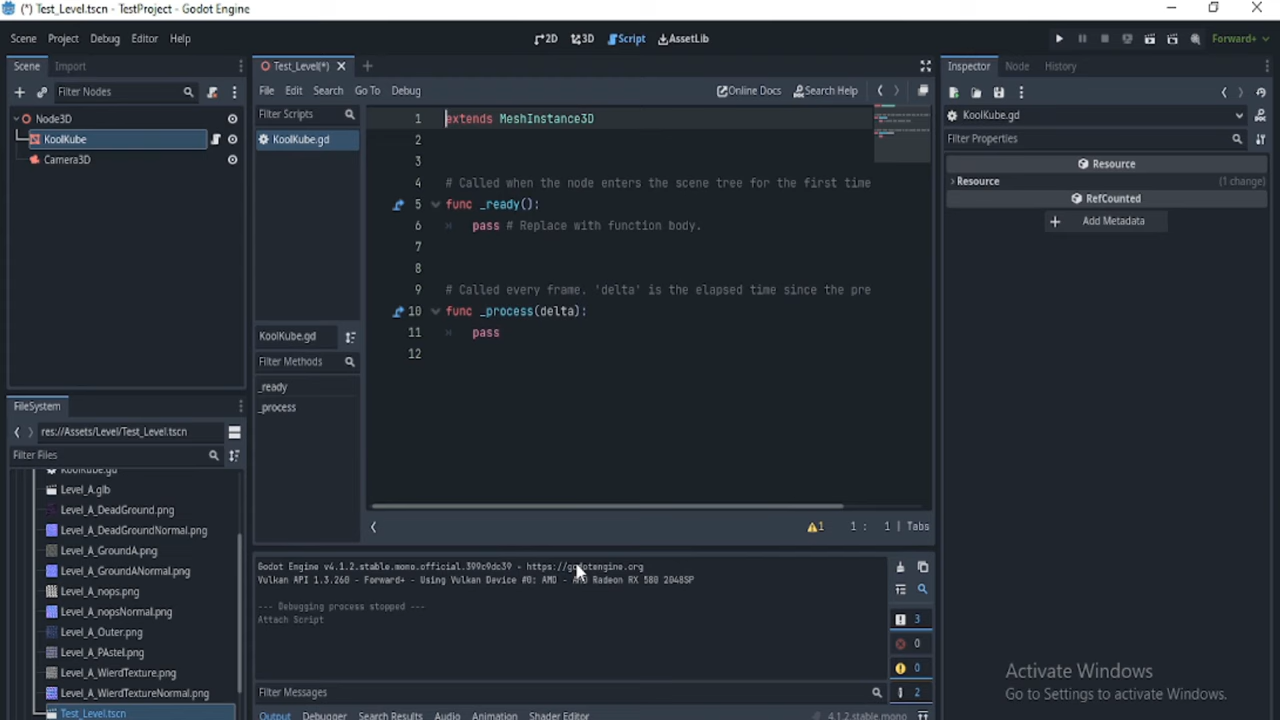 (*) Test_Level.tscn - TestProject - Godot Engine
Scene Project Debug Editor Help
2D 3D Script AssetLib
Forward+
Scene Import
Test_Level(*)
Inspector Node History
Filter Nodes
File Edit Search Go To Debug
Online Docs Search Help
Node3D
KoolKube
Camera3D
Filter Scripts
KoolKube.gd
1 extends MeshInstance3D
2
3
4 # Called when the node enters the scene tree for the first time
5 func _ready():
6 pass # Replace with function body.
7
8
9 # Called every frame. 'delta' is the elapsed time since the pre
10 func _process(delta):
11 pass
12
KoolKube.gd
Filter Methods
_ready
_process
1 1 : 1 | Tabs
KoolKube.gd
Filter Properties
Resource
Resource (1 change)
RefCounted
Add Metadata
FileSystem
res://Assets/Level/Test_Level.tscn
Filter Files
KoolKube.gd
Level_A.glb
Level_A_DeadGround.png
Level_A_DeadGroundNormal.png
Level_A_GroundA.png
Level_A_GroundANormal.png
Level_A_nops.png
Level_A_nopsNormal.png
Level_A_Outer.png
Level_A_PAstel.png
Level_A_WierdTexture.png
Level_A_WierdTextureNormal.png
Test_Level.tscn
Godot Engine v4.1.2.stable.mono.official.399c9dc39 - https://godotengine.org
Vulkan API 1.3.260 - Forward+ - Using Vulkan Device #0: AMD - AMD Radeon RX 580 2048SP
--- Debugging process stopped ---
Attach Script
3
0
0
2
Filter Messages
Output Debugger Search Results Audio Animation Shader Editor
4.1.2.stable.mono
Activate Windows
Go to Settings to activate Windows.